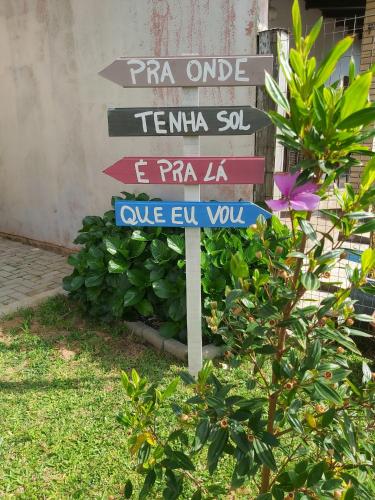 PRA ONDE
TENHA SOL
É PRA LÁ
QUE EU VOU